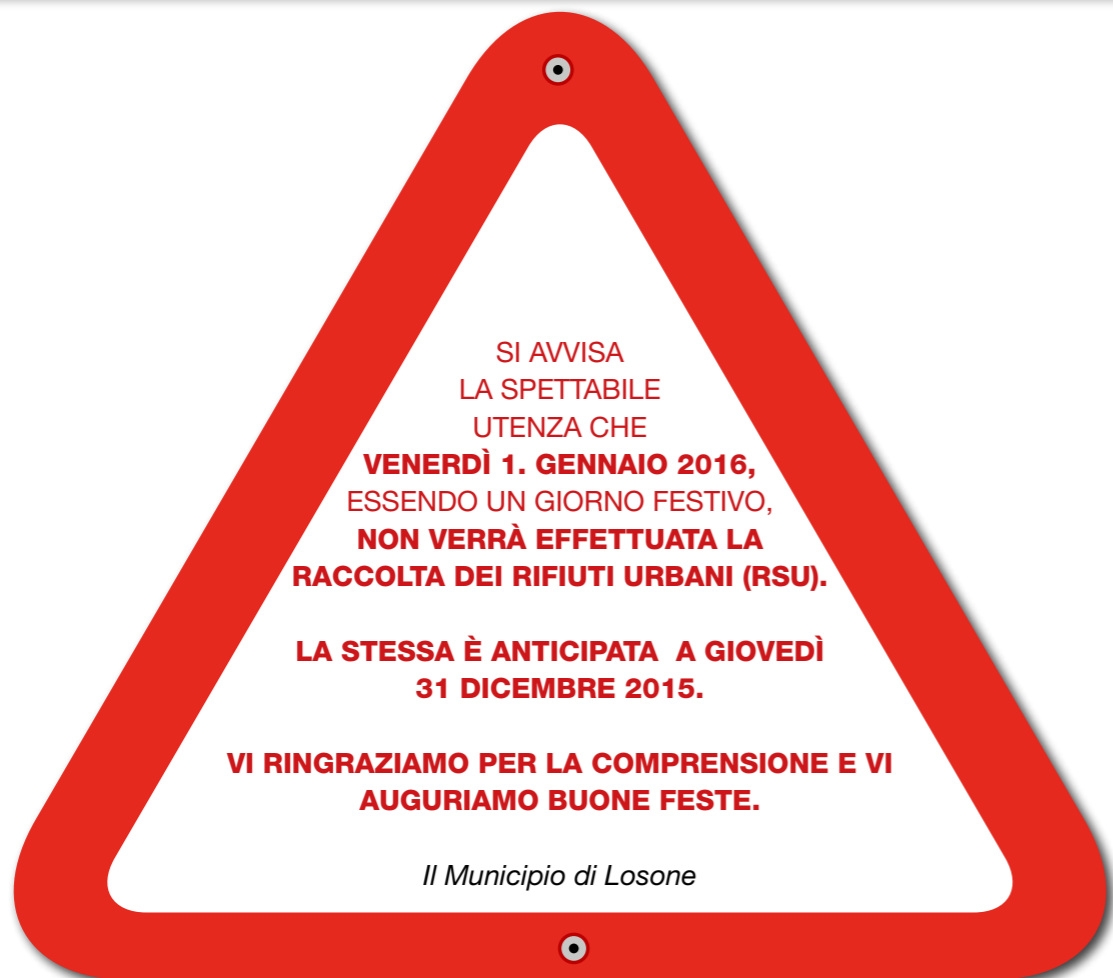 SI AVVISA
LA SPETTABILE
UTENZA CHE
VENERDÌ 1. GENNAIO 2016,
ESSENDO UN GIORNO FESTIVO,
NON VERRÀ EFFETTUATA LA
RACCOLTA DEI RIFIUTI URBANI (RSU).
LA STESSA È ANTICIPATA A GIOVEDÌ
31 DICEMBRE 2015.
VI RINGRAZIAMO PER LA COMPRENSIONE E VI
AUGURIAMO BUONE FESTE.
Il Municipio di Losone